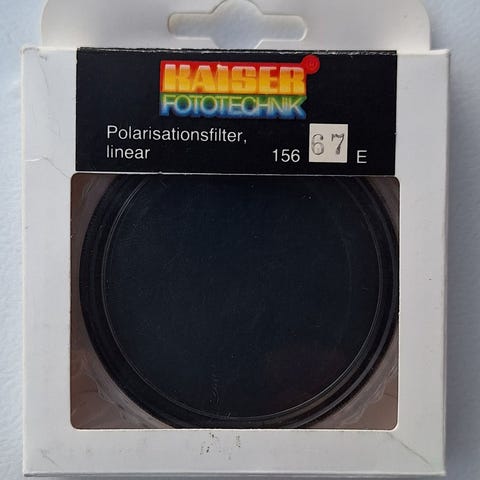 KAISER ®
FOTOTECHNIK
Polarisationsfilter,
linear
156 67 E